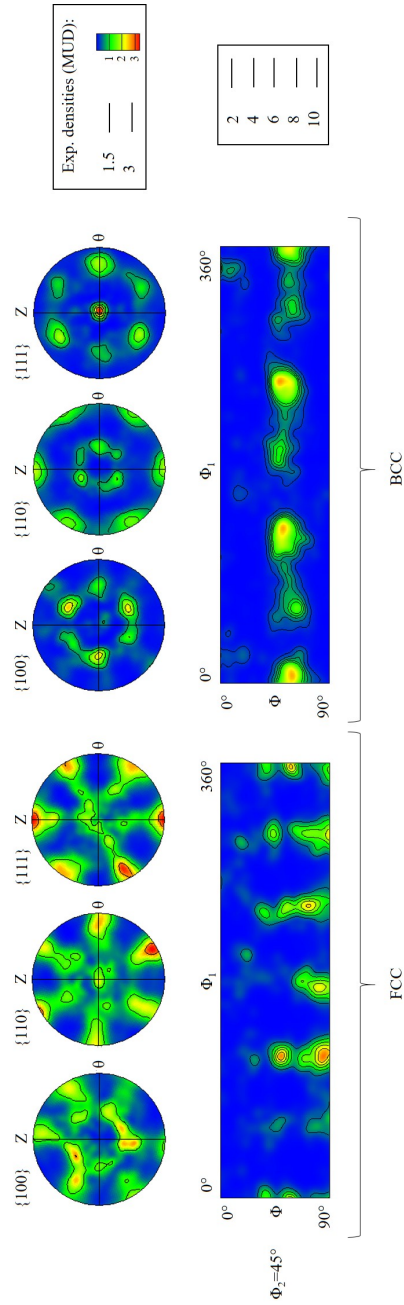 {100} {110} {111} {100} {110} {111} Exp. densities (MUD):
Z Z Z Z Z Z
θ θ θ θ θ θ
1.5
3
1 2 3
Φ₁ Φ₁
0° 360° 0° 360°
0° 0°
Φ₂=45° Φ Φ
90° 90°
2
4
6
8
10
FCC BCC